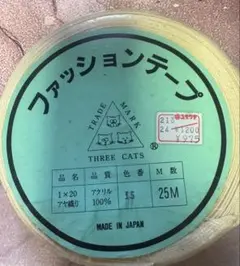 ファッションテープ
TRADE MARK
THREE CATS
®
¥975
品名 品質 色番 M数
1×20 アヤ織り アクリル 100% 25M
MADE IN JAPAN